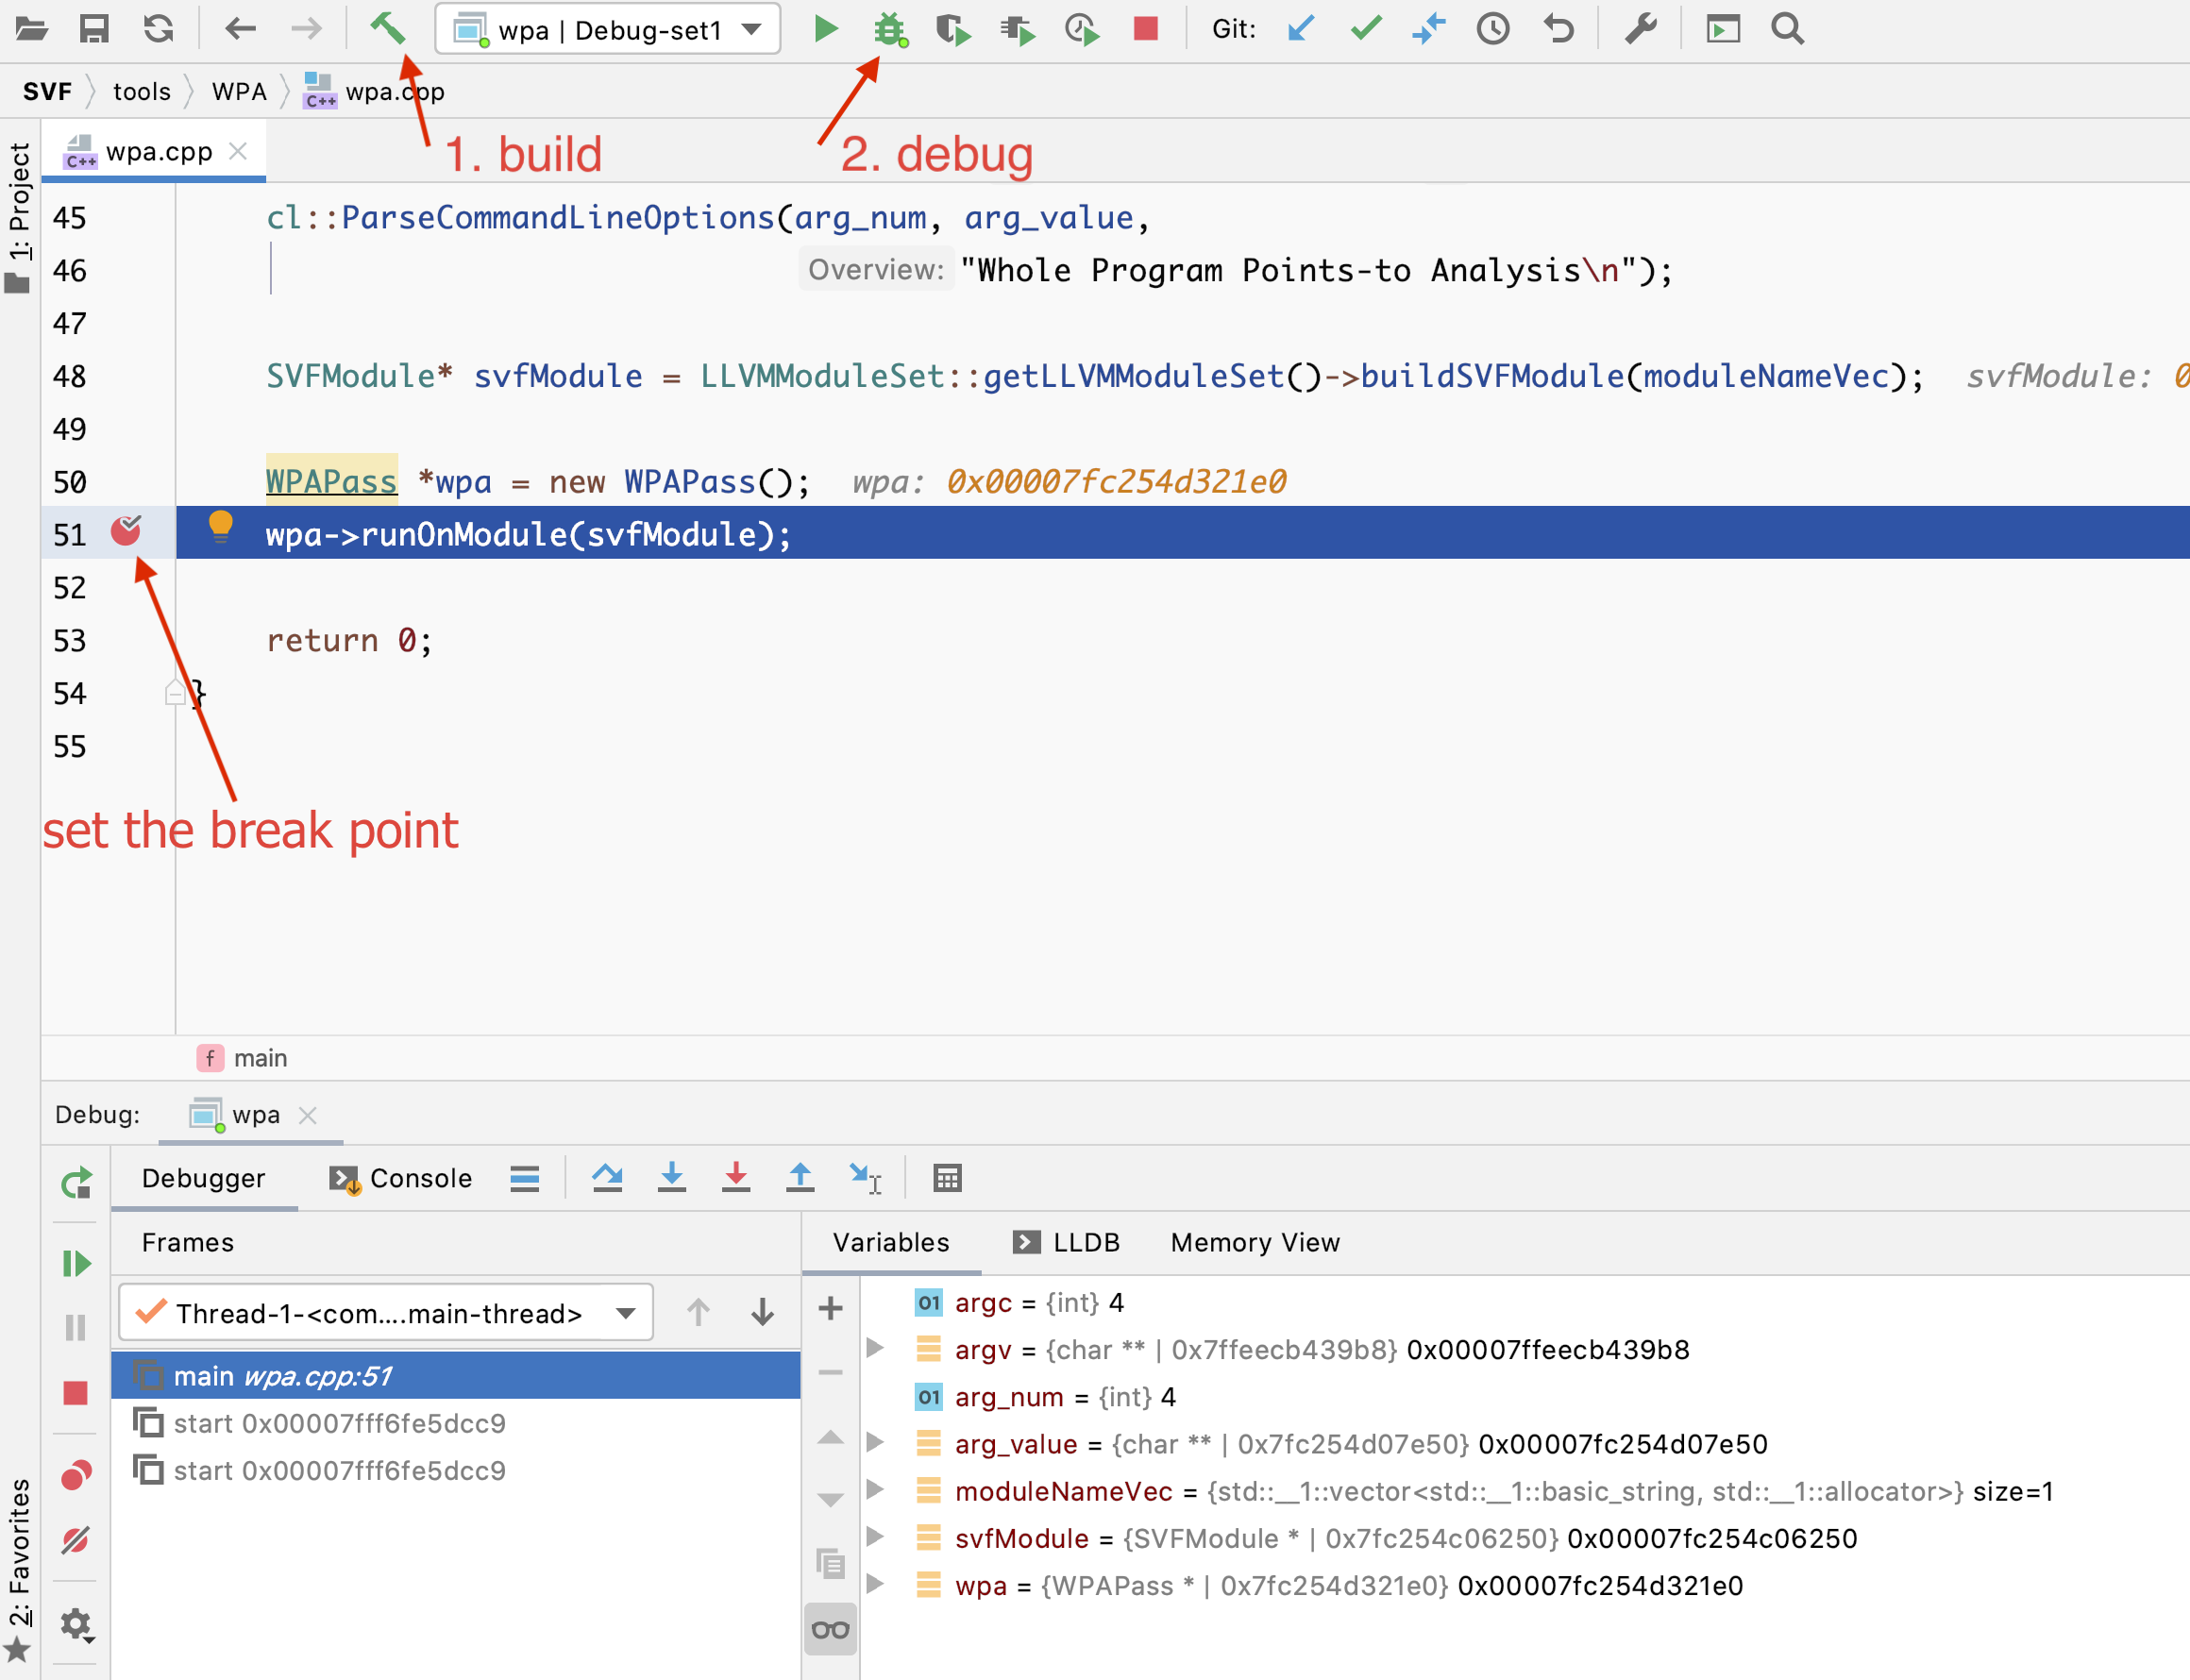 wpa | Debug-set1
Git:
SVF
tools
WPA
C++
wpa.cpp
C++ wpa.cpp
1. build
2. debug
1: Project
45 cl::ParseCommandLineOptions(arg_num, arg_value,
46 Overview: "Whole Program Points-to Analysis\n");
47
48 SVFModule* svfModule = LLVMModuleSet::getLLVMModuleSet()->buildSVFModule(moduleNameVec); svfModule: 0
49
50 WPAPass *wpa = new WPAPass(); wpa: 0x00007fc254d321e0
51 wpa->runOnModule(svfModule);
52
53 return 0;
54 }
55
set the break point
f main
Debug:
wpa
Debugger
Console
Frames
Variables
LLDB
Memory View
Thread-1-<com....main-thread>
main wpa.cpp:51
start 0x00007fff6fe5dcc9
start 0x00007fff6fe5dcc9
01 argc = {int} 4
argv = {char ** | 0x7ffeecb439b8} 0x00007ffeecb439b8
01 arg_num = {int} 4
arg_value = {char ** | 0x7fc254d07e50} 0x00007fc254d07e50
moduleNameVec = {std::__1::vector<std::__1::basic_string, std::__1::allocator>} size=1
svfModule = {SVFModule * | 0x7fc254c06250} 0x00007fc254c06250
wpa = {WPAPass * | 0x7fc254d321e0} 0x00007fc254d321e0
2: Favorites